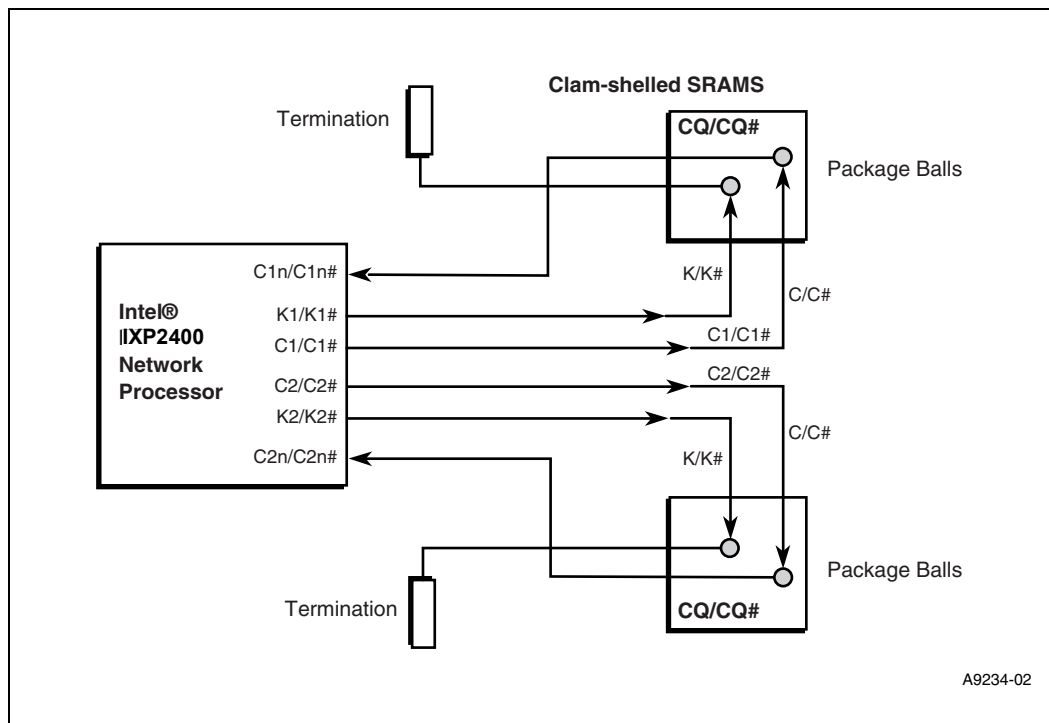 Clam-shelled SRAMS
Termination
CQ/CQ#
Package Balls
C1n/C1n#
K/K#
C/C#
Intel®
IXP2400
Network
Processor
K1/K1#
C1/C1#
C1/C1#
C2/C2#
C2/C2#
K2/K2#
C/C#
C2n/C2n#
K/K#
Package Balls
Termination
CQ/CQ#
A9234-02